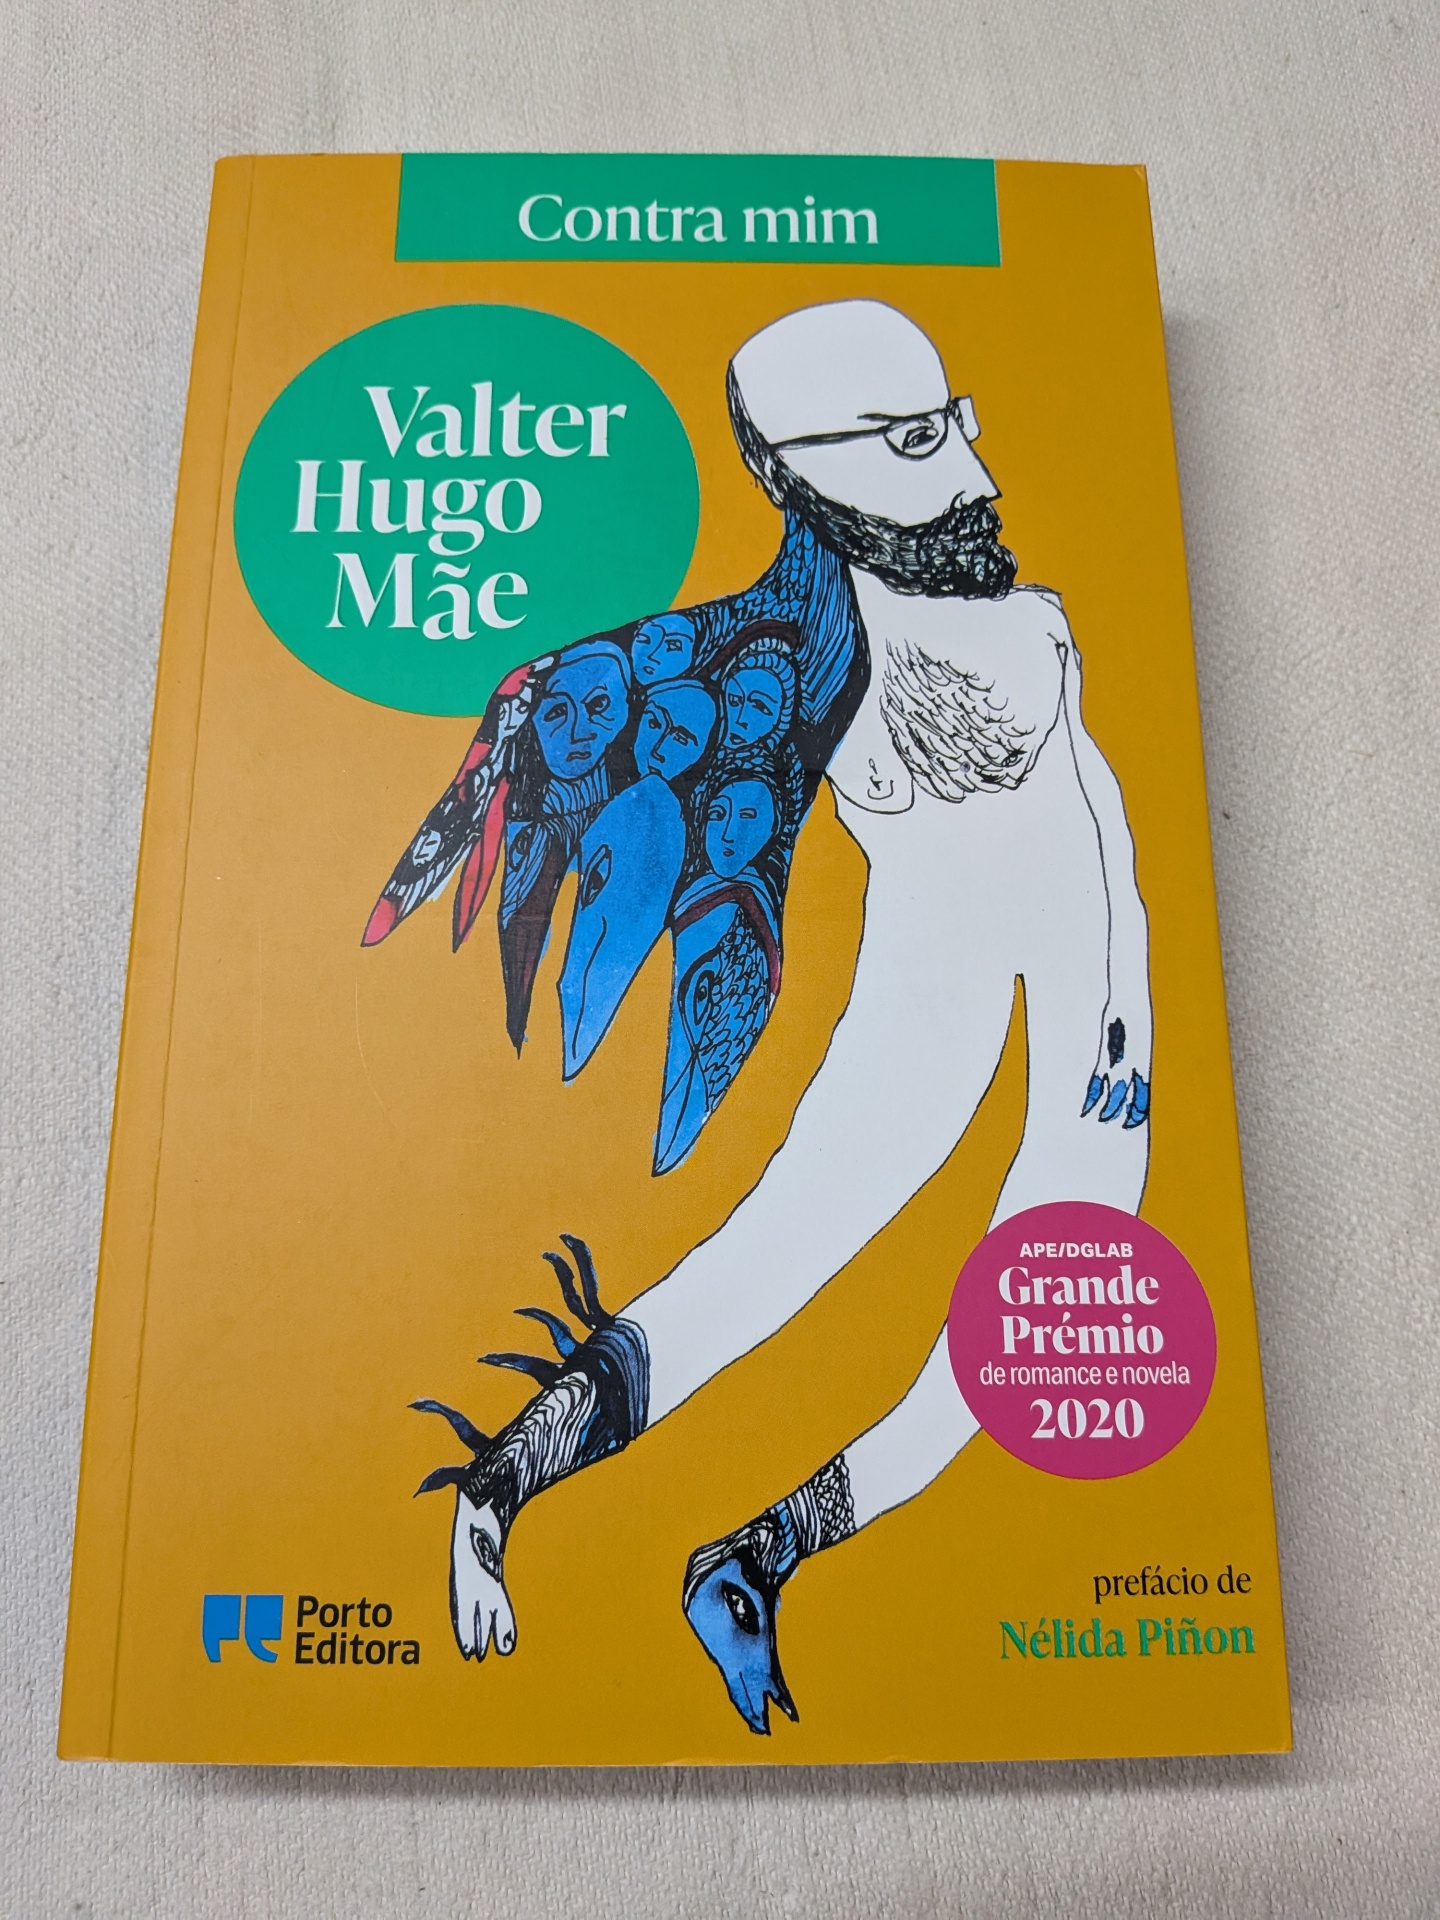 Contra mim
Valter
Hugo
Mãe
APE/DGLAB
Grande
Prémio
de romance e novela
2020
prefácio de
Nélida Piñon
Porto
Editora